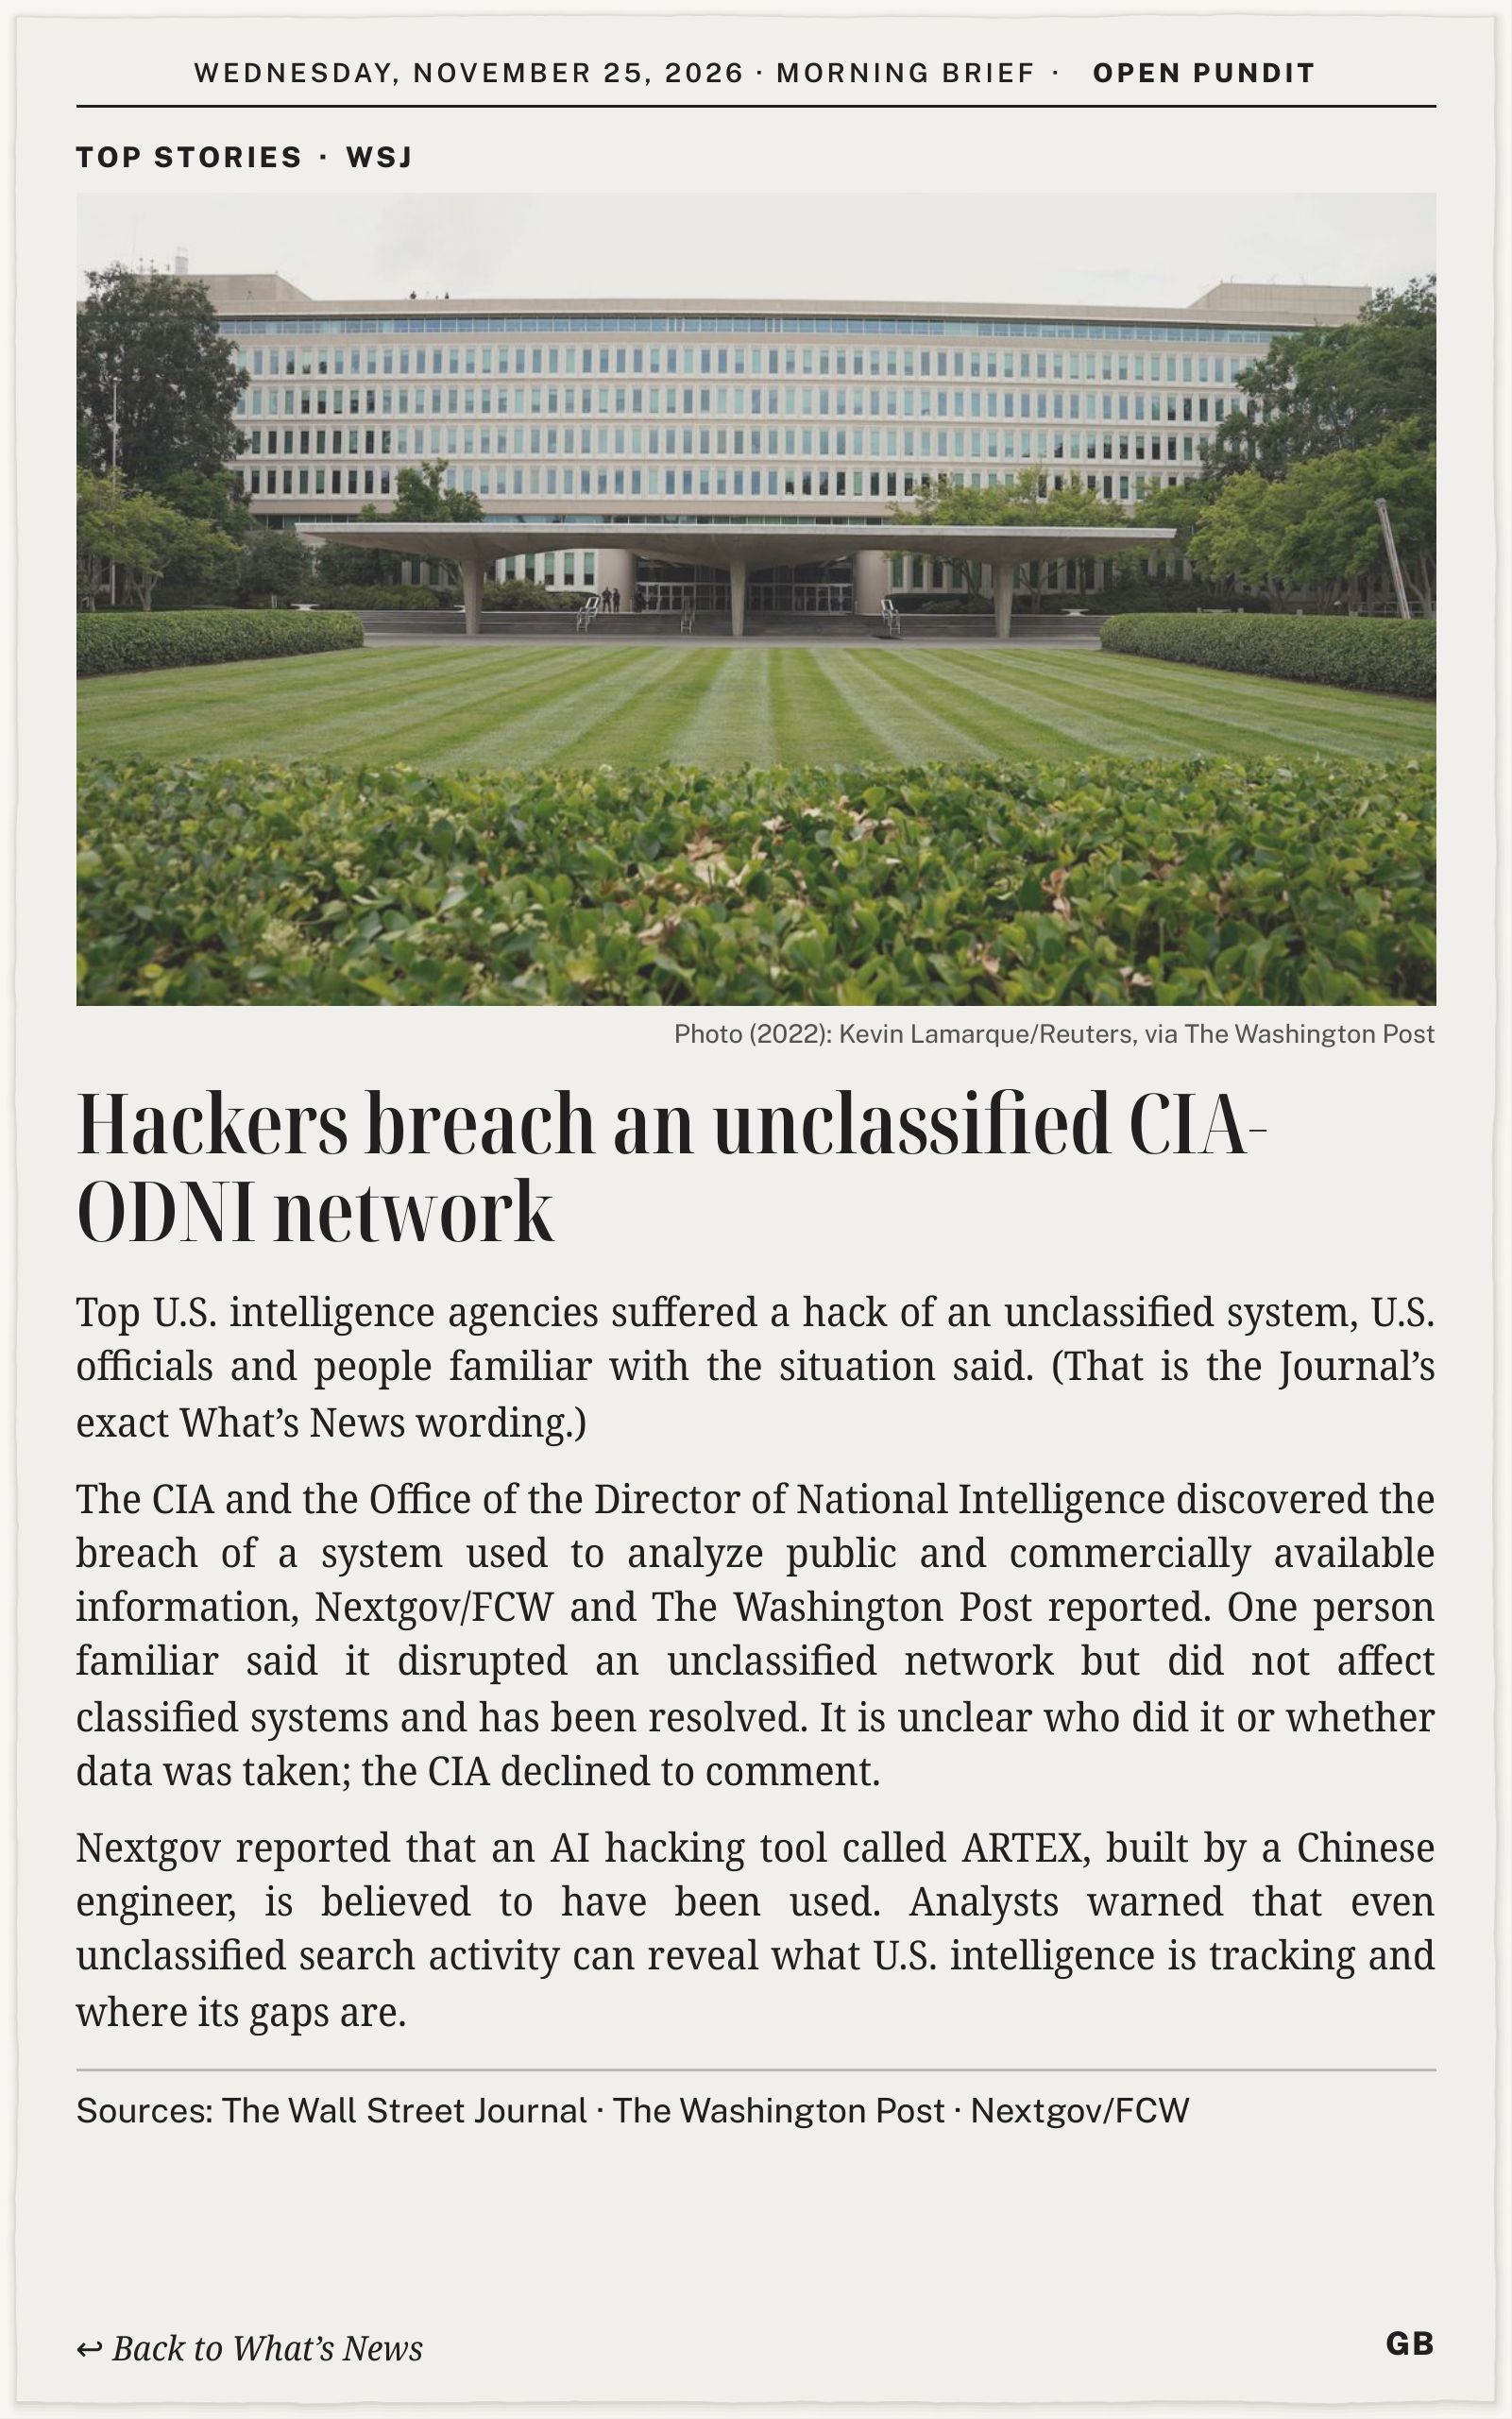 WEDNESDAY, NOVEMBER 25, 2026 · MORNING BRIEF · OPEN PUNDIT
TOP STORIES · WSJ
Photo (2022): Kevin Lamarque/Reuters, via The Washington Post
Hackers breach an unclassified CIA-
ODNI network
Top U.S. intelligence agencies suffered a hack of an unclassified system, U.S.
officials and people familiar with the situation said. (That is the Journal’s
exact What’s News wording.)
The CIA and the Office of the Director of National Intelligence discovered the
breach of a system used to analyze public and commercially available
information, Nextgov/FCW and The Washington Post reported. One person
familiar said it disrupted an unclassified network but did not affect
classified systems and has been resolved. It is unclear who did it or whether
data was taken; the CIA declined to comment.
Nextgov reported that an AI hacking tool called ARTEX, built by a Chinese
engineer, is believed to have been used. Analysts warned that even
unclassified search activity can reveal what U.S. intelligence is tracking and
where its gaps are.
Sources: The Wall Street Journal · The Washington Post · Nextgov/FCW
↩ Back to What’s News
GB